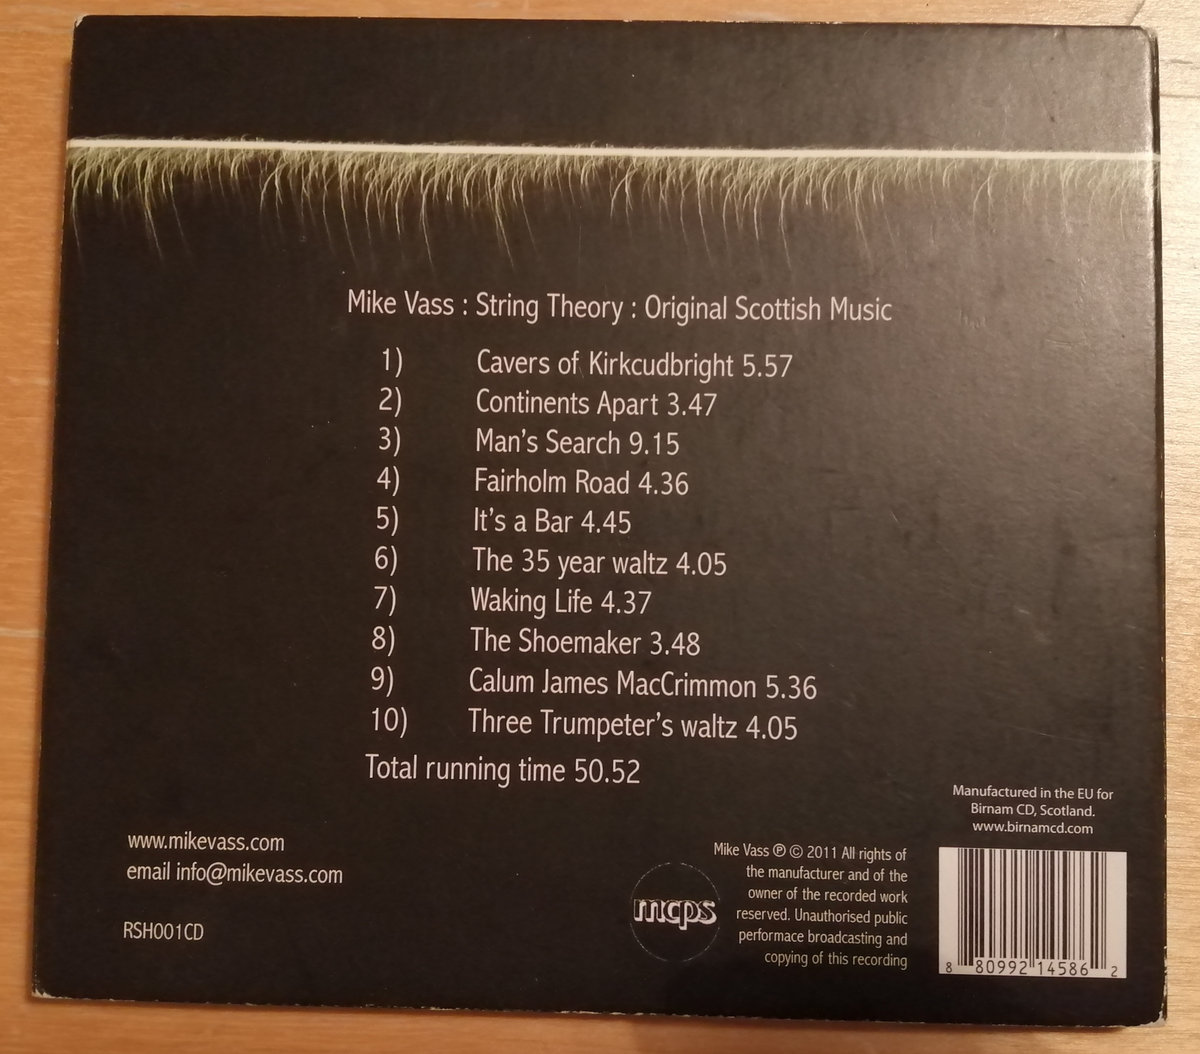 Mike Vass : String Theory : Original Scottish Music
1) Cavers of Kirkcudbright 5.57
2) Continents Apart 3.47
3) Man's Search 9.15
4) Fairholm Road 4.36
5) It's a Bar 4.45
6) The 35 year waltz 4.05
7) Waking Life 4.37
8) The Shoemaker 3.48
9) Calum James MacCrimmon 5.36
10) Three Trumpeter's waltz 4.05
Total running time 50.52
www.mikevass.com
email info@mikevass.com
RSH001CD
mcps
Mike Vass ℗ © 2011 All rights of
the manufacturer and of the
owner of the recorded work
reserved. Unauthorised public
performace broadcasting and
copying of this recording
Manufactured in the EU for
Birnam CD, Scotland.
www.birnamcd.com
8 80992 14586 2